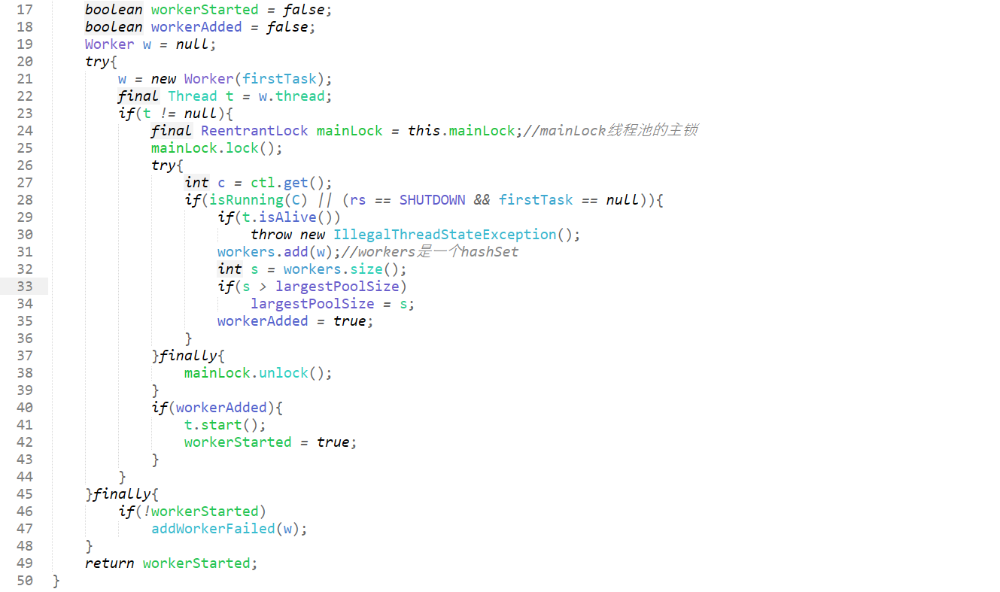 17 boolean workerStarted = false;
18 boolean workerAdded = false;
19 Worker w = null;
20 try{
21 w = new Worker(firstTask);
22 final Thread t = w.thread;
23 if(t != null){
24 final ReentrantLock mainLock = this.mainLock;//mainLock线程池的主锁
25 mainLock.lock();
26 try{
27 int c = ctl.get();
28 if(isRunning(C) || (rs == SHUTDOWN && firstTask == null)){
29 if(t.isAlive())
30 throw new IllegalThreadStateException();
31 workers.add(w);//workers是一个hashSet
32 int s = workers.size();
33 if(s > largestPoolSize)
34 largestPoolSize = s;
35 workerAdded = true;
36 }
37 }finally{
38 mainLock.unlock();
39 }
40 if(workerAdded){
41 t.start();
42 workerStarted = true;
43 }
44 }
45 }finally{
46 if(!workerStarted)
47 addWorkerFailed(w);
48 }
49 return workerStarted;
50 }